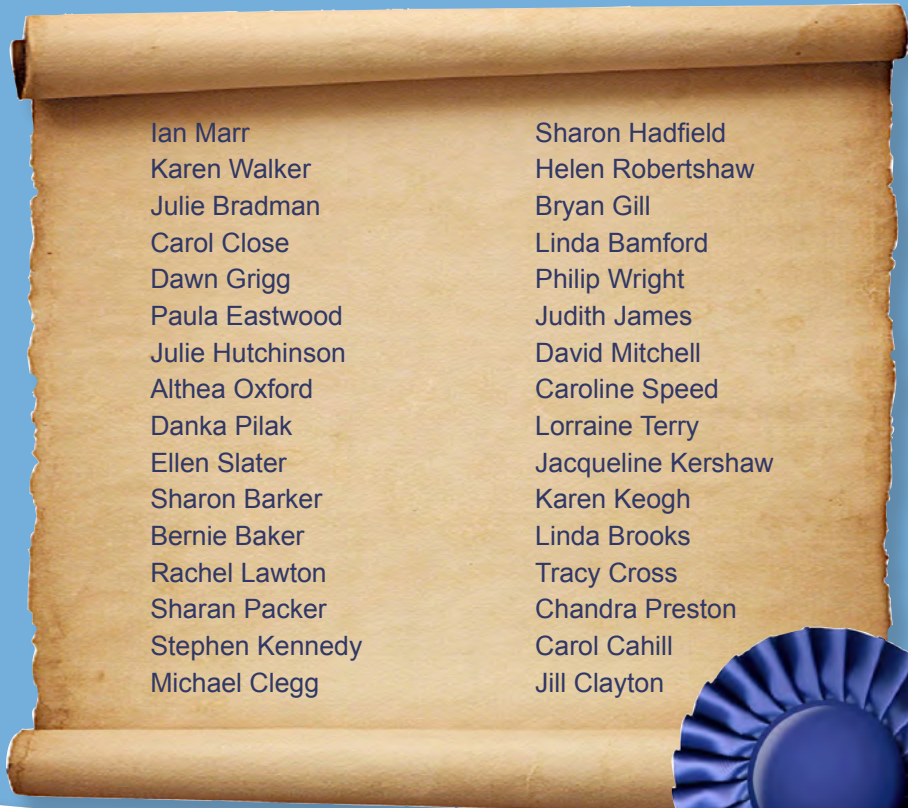 Ian Marr
Karen Walker
Julie Bradman
Carol Close
Dawn Grigg
Paula Eastwood
Julie Hutchinson
Althea Oxford
Danka Pilak
Ellen Slater
Sharon Barker
Bernie Baker
Rachel Lawton
Sharan Packer
Stephen Kennedy
Michael Clegg
Sharon Hadfield
Helen Robertshaw
Bryan Gill
Linda Bamford
Philip Wright
Judith James
David Mitchell
Caroline Speed
Lorraine Terry
Jacqueline Kershaw
Karen Keogh
Linda Brooks
Tracy Cross
Chandra Preston
Carol Cahill
Jill Clayton